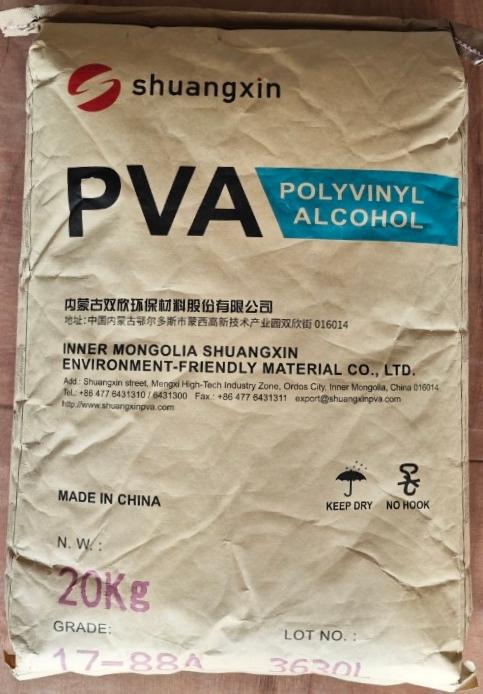 shuangxin
PVA
POLYVINYL
ALCOHOL
内蒙古双欣环保材料股份有限公司
地址:中国内蒙古鄂尔多斯市蒙西高新技术产业园双欣街 016014
INNER MONGOLIA SHUANGXIN
ENVIRONMENT-FRIENDLY MATERIAL CO., LTD.
Add.: Shuangxin street, Mengxi High-Tech Industry Zone, Ordos City, Inner Mongolia, China 016014
Tel.: +86 477 6431310 / 6431300 Fax.: +86 477 6431311 export@shuangxinpva.com
http://www.shuangxinpva.com
MADE IN CHINA
KEEP DRY
NO HOOK
N. W. :
20Kg
GRADE:
LOT NO. :
17-88A
3630L